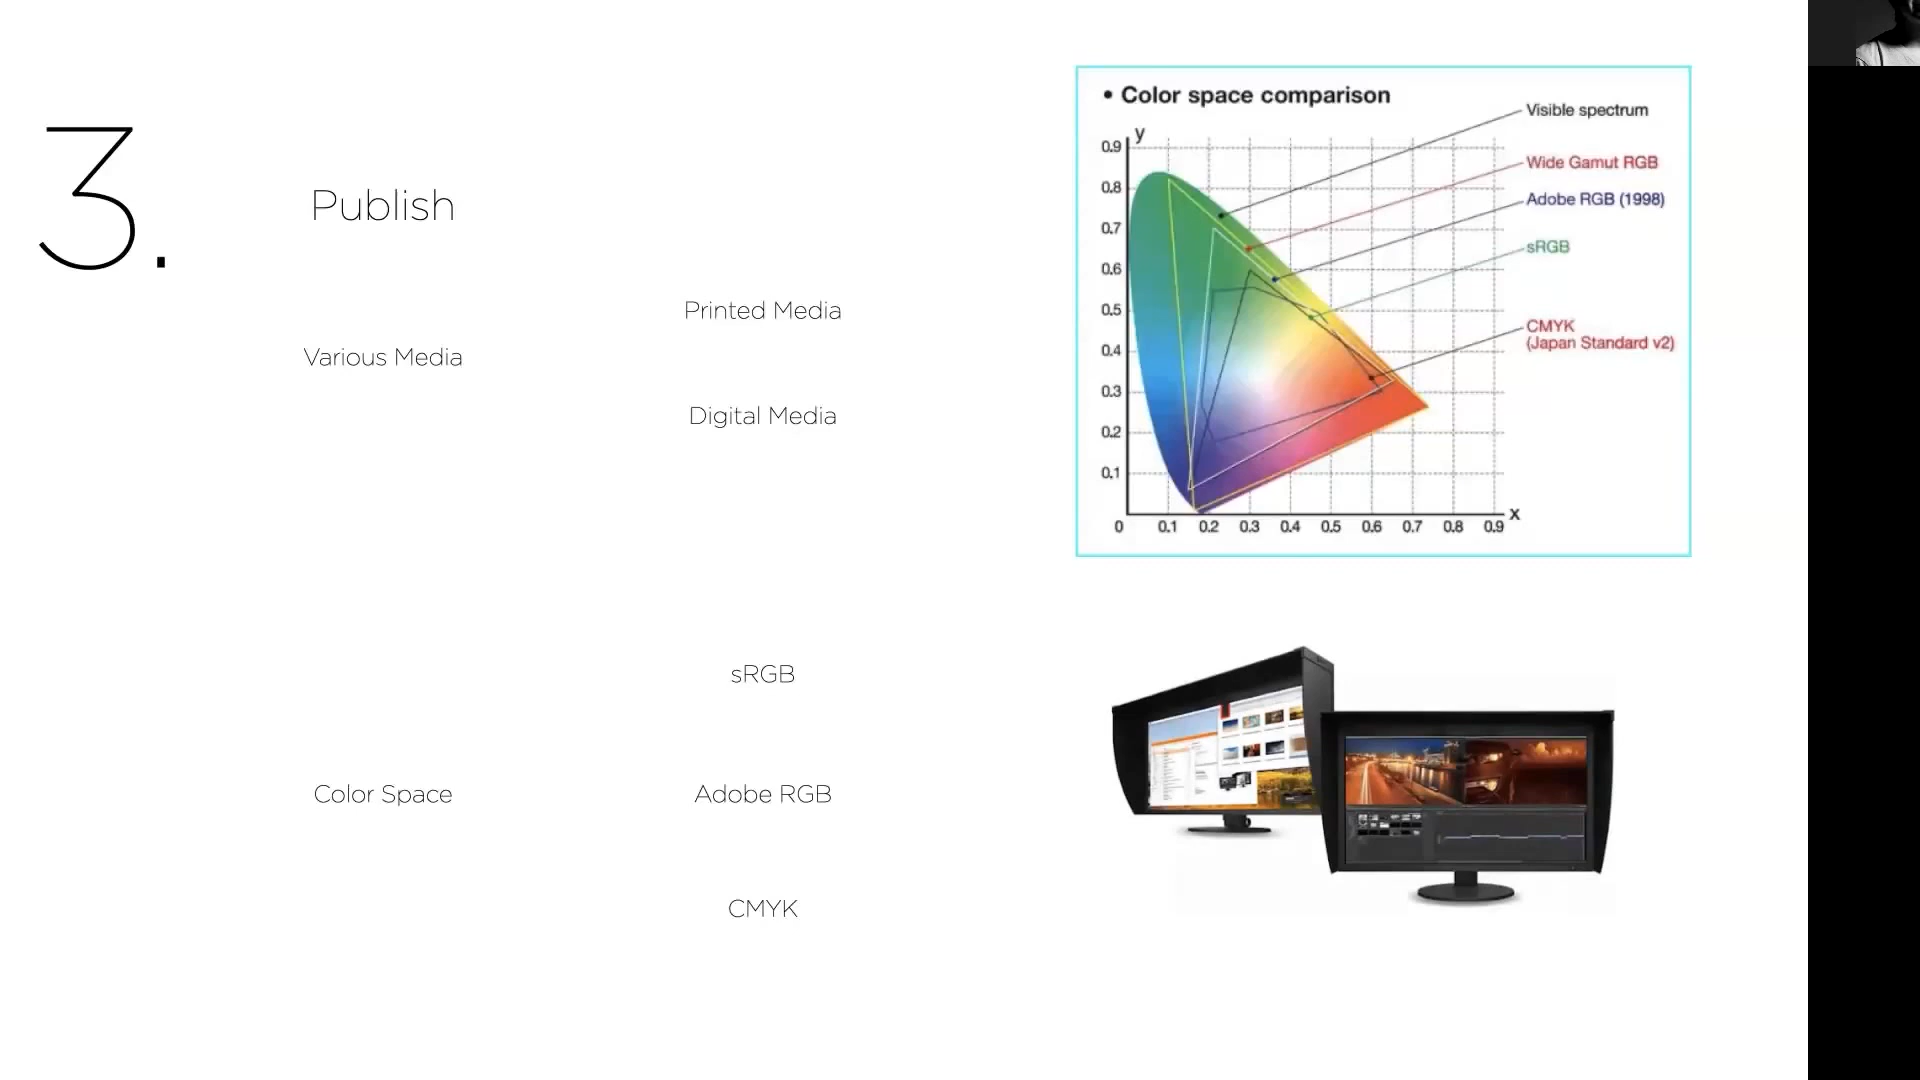 3.
Publish
Various Media
Printed Media
Digital Media
Color Space
sRGB
Adobe RGB
CMYK
• Color space comparison
y
0.9
0.8
0.7
0.6
0.5
0.4
0.3
0.2
0.1
0 0.1 0.2 0.3 0.4 0.5 0.6 0.7 0.8 0.9 x
Visible spectrum
Wide Gamut RGB
Adobe RGB (1998)
sRGB
CMYK
(Japan Standard v2)